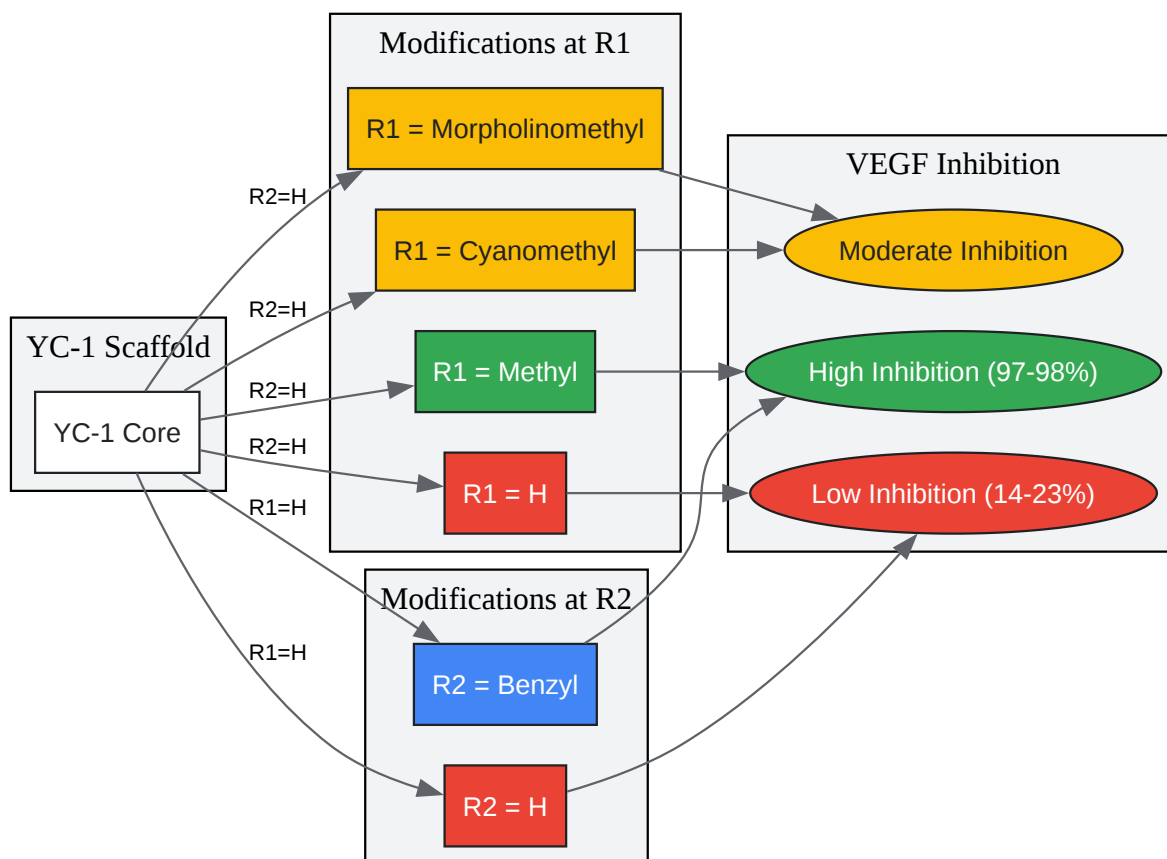 Modifications at R1
R1 = Morpholinomethyl
R2=H
R1 = Cyanomethyl
R2=H
R1 = Methyl
R2=H
R1 = H
R2=H
YC-1 Scaffold
YC-1 Core
R1=H
R1=H
Modifications at R2
R2 = Benzyl
R2 = H
VEGF Inhibition
Moderate Inhibition
High Inhibition (97-98%)
Low Inhibition (14-23%)